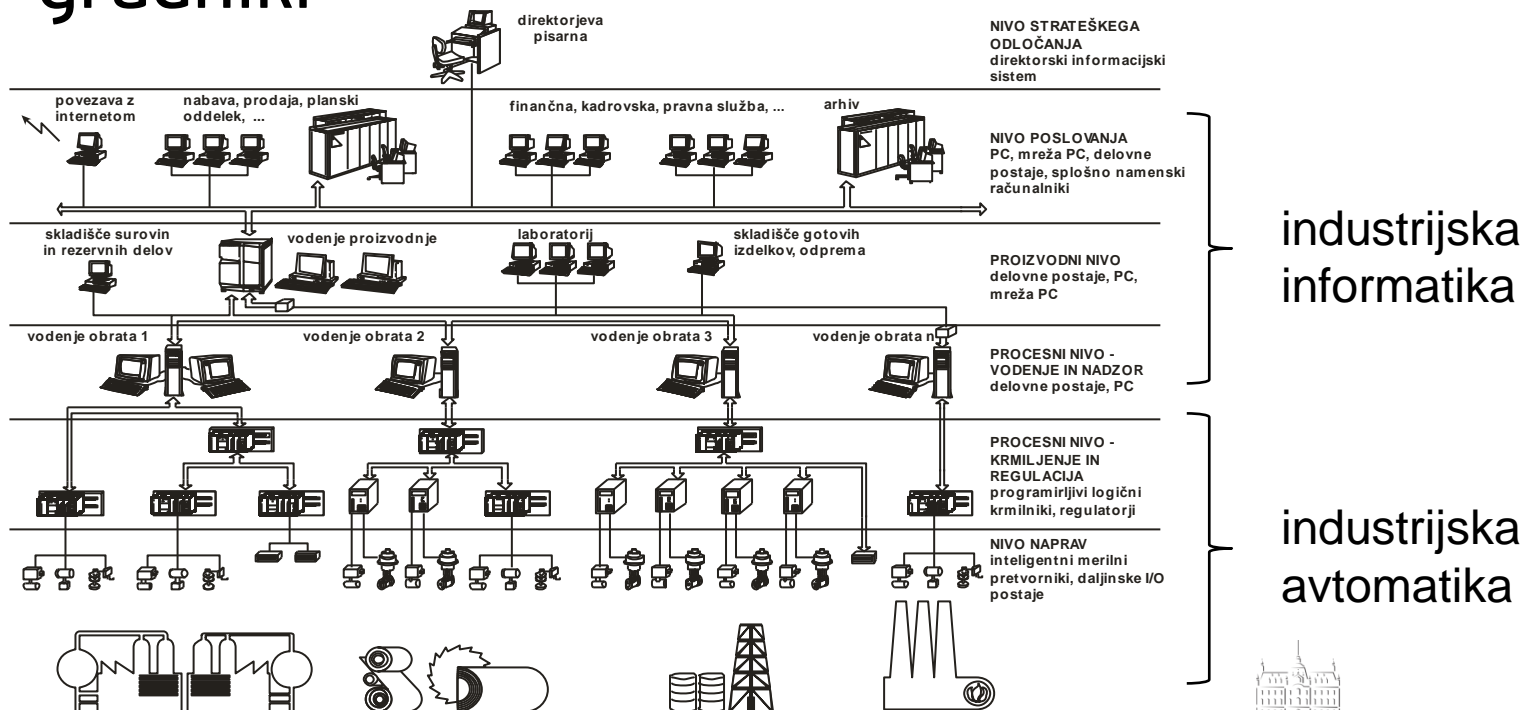 gradniki
direktorjeva
pisarna
NIVO STRATEŠKEGA
ODLOČANJA
direktorski informacijski
sistem
povezava z
internetom
nabava, prodaja, planski
oddelek, ...
finančna, kadrovska, pravna služba, ...
arhiv
NIVO POSLOVANJA
PC, mreža PC, delovne
postaje, splošno namenski
računalniki
skladišče surovin
in rezervnih delov
vodenje proizvodnje
laboratorij
skladišče gotovih
izdelkov, odprema
PROIZVODNI NIVO
delovne postaje, PC,
mreža PC
industrijska
informatika
vodenje obrata 1
vodenje obrata 2
vodenje obrata 3
vodenje obrata n
PROCESNI NIVO -
VODENJE IN NADZOR
delovne postaje, PC
PROCESNI NIVO -
KRMILJENJE IN
REGULACIJA
programirljivi logični
krmilniki, regulatorji
NIVO NAPRAV
inteligentni merilni
pretvorniki, daljinske I/O
postaje
industrijska
avtomatika